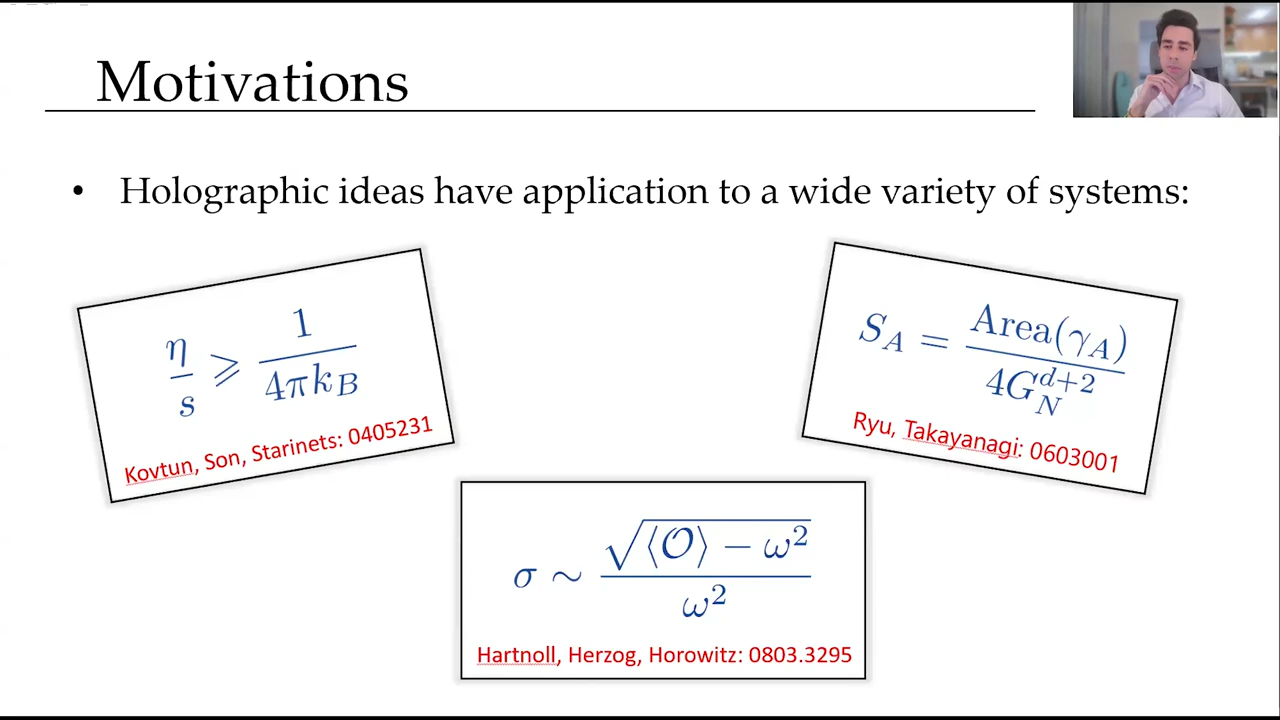 Motivations
• Holographic ideas have application to a wide variety of systems:
η/s ⩾ 1/(4πk_B)
Kovtun, Son, Starinets: 0405231
S_A = Area(γ_A)/(4G_N^{d+2})
Ryu, Takayanagi: 0603001
σ ∼ √(⟨𝒪⟩ − ω²)/ω²
Hartnoll, Herzog, Horowitz: 0803.3295